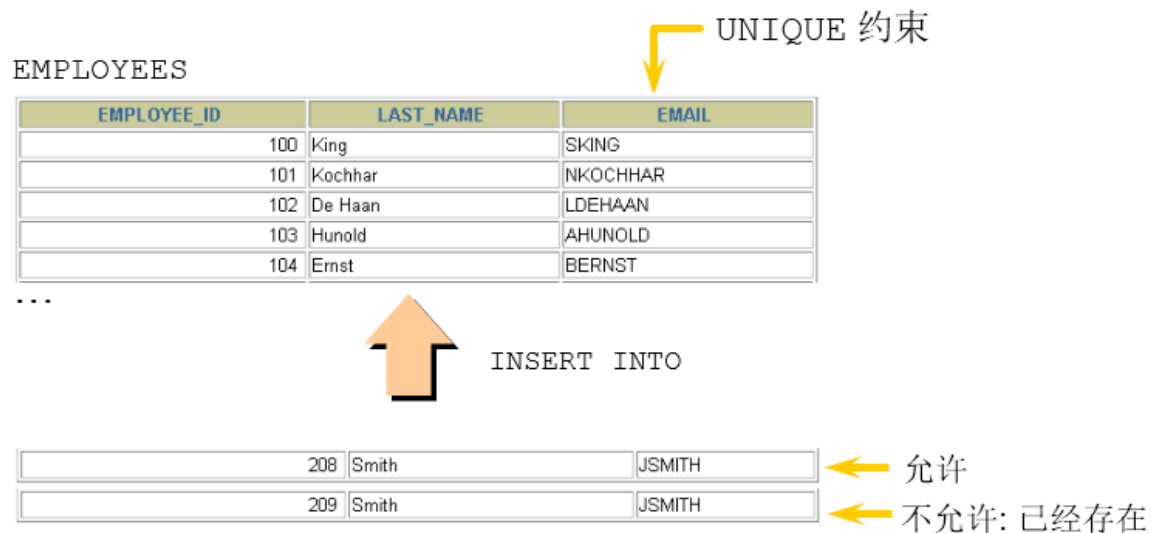 UNIQUE 约束
EMPLOYEES
EMPLOYEE_ID LAST_NAME EMAIL
100 King SKING
101 Kochhar NKOCHHAR
102 De Haan LDEHAAN
103 Hunold AHUNOLD
104 Ernst BERNST
...
INSERT INTO
208 Smith JSMITH 允许
209 Smith JSMITH 不允许: 已经存在